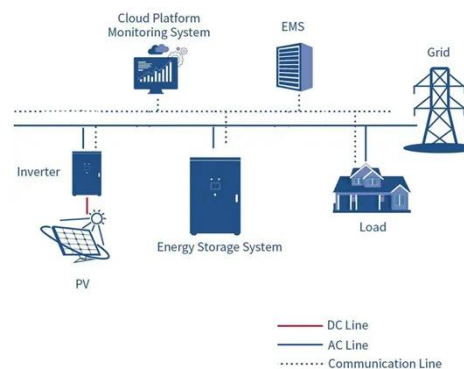 Cloud Platform
Monitoring System
EMS
Grid
Inverter
Energy Storage System
Load
PV
DC Line
AC Line
Communication Line